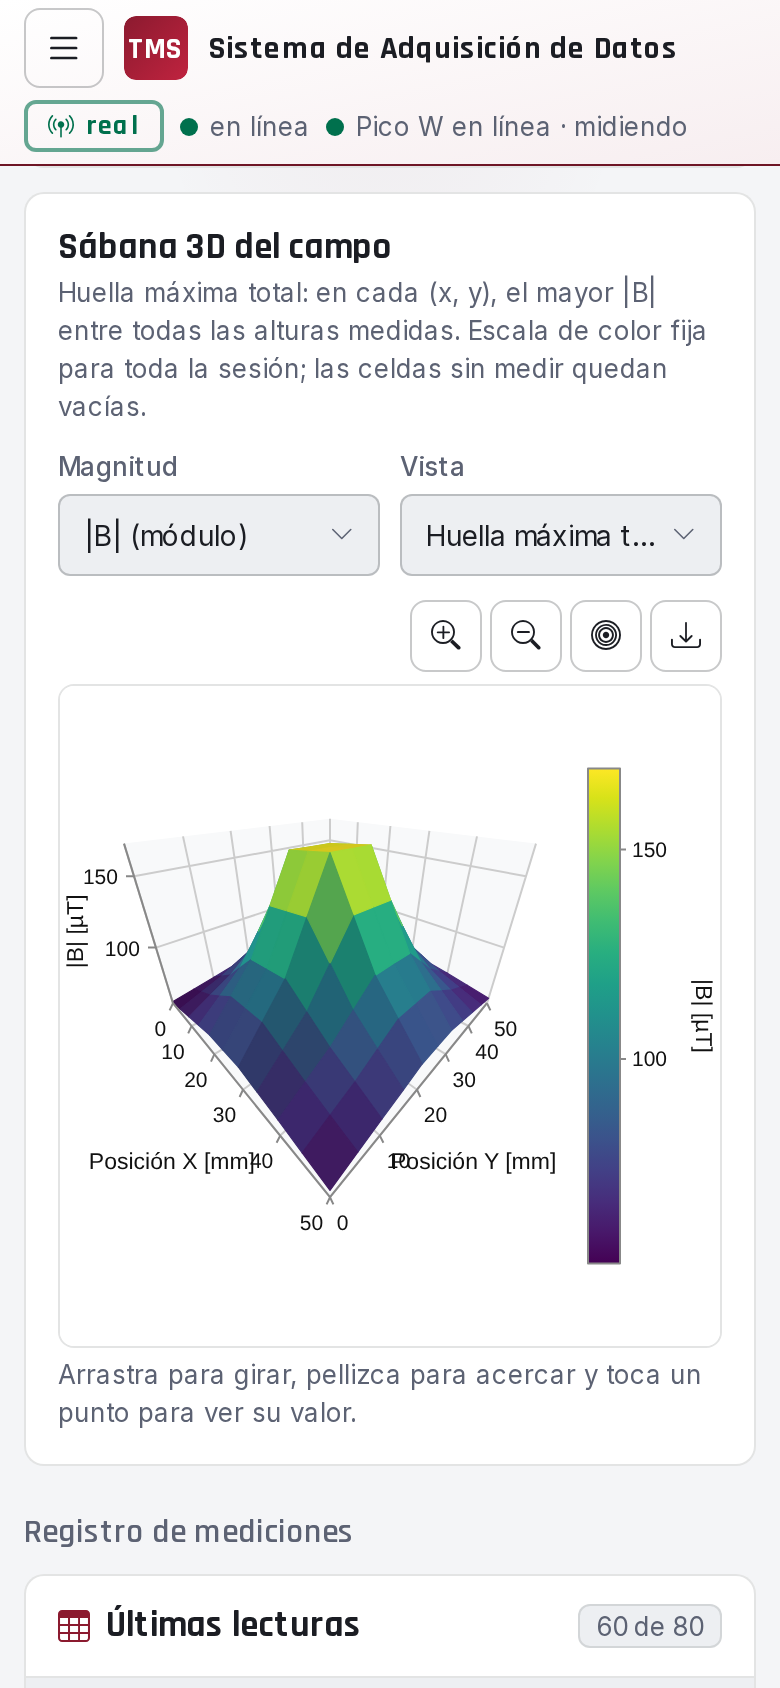 TMS Sistema de Adquisición de Datos
real en línea Pico W en línea · midiendo
Sábana 3D del campo
Huella máxima total: en cada (x, y), el mayor |B|
entre todas las alturas medidas. Escala de color fija
para toda la sesión; las celdas sin medir quedan
vacías.
Magnitud Vista
|B| (módulo) Huella máxima t...
150
100
|B| [µT]
0
10
20
30
40
50
Posición X [mm]
0
10
20
30
40
50
Posición Y [mm]
150
100
|B| [µT]
Arrastra para girar, pellizca para acercar y toca un
punto para ver su valor.
Registro de mediciones
Últimas lecturas 60 de 80